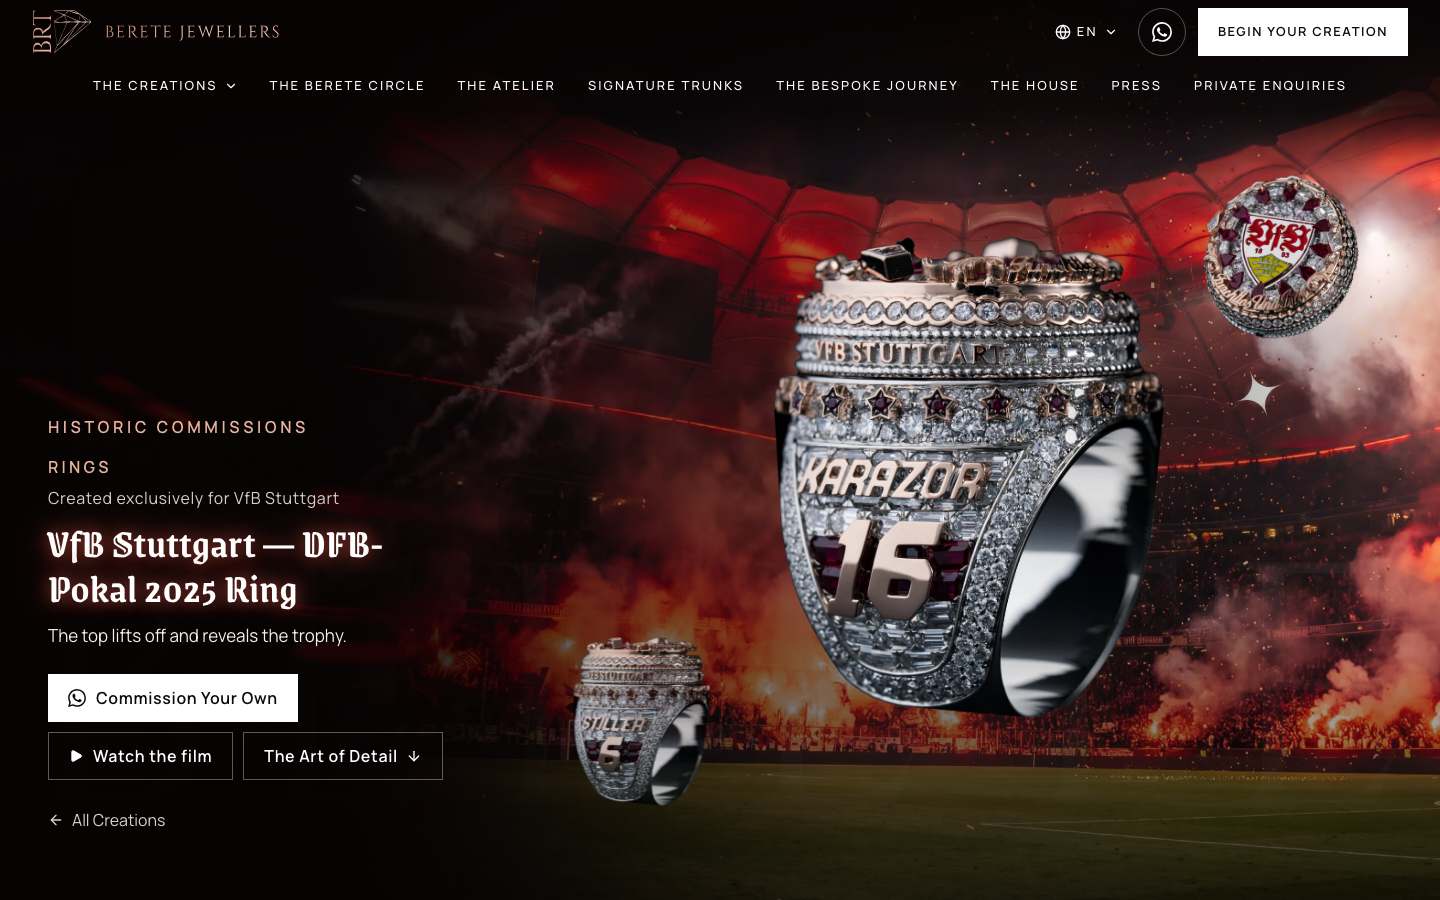 BRT
BERETE JEWELLERS
EN
BEGIN YOUR CREATION
THE CREATIONS
THE BERETE CIRCLE
THE ATELIER
SIGNATURE TRUNKS
THE BESPOKE JOURNEY
THE HOUSE
PRESS
PRIVATE ENQUIRIES
VfB
18 93
VFB STUTTGART
KARAZOR
16
HISTORIC COMMISSIONS
RINGS
Created exclusively for VfB Stuttgart
VfB Stuttgart — DFB-
Pokal 2025 Ring
The top lifts off and reveals the trophy.
STILLER
6
Commission Your Own
Watch the film
The Art of Detail
All Creations